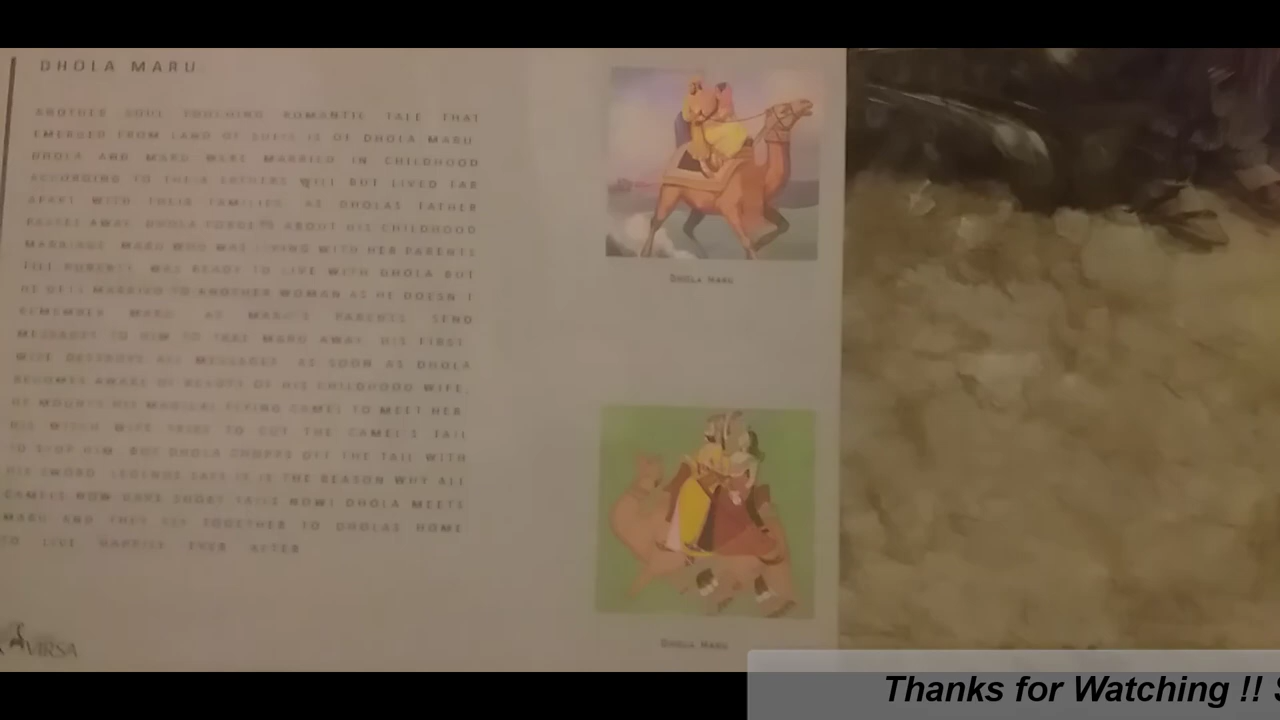 DHOLA MARU
ANOTHER SOUL TOUCHING ROMANTIC TALE THAT
EMERGED FROM LAND OF DHOLA MARU
DHOLA AND MARU WERE MARRIED IN CHILDHOOD
ACCORDING TO THEIR FATHERS WILL BUT LIVED FAR
APART WITH THEIR FAMILIES. AS DHOLAS FATHER
PASSES AWAY DHOLA FORGETS ABOUT HIS CHILDHOOD
MARRIAGE. MARU WHO WAS LIVING WITH HER PARENTS
TILL PUBERTY WAS READY TO LIVE WITH DHOLA BUT
HE GETS MARRIED TO ANOTHER WOMAN AS HE DOESN'T
REMEMBER MARU. AS MARU'S PARENTS SEND
MESSAGES TO HIM TO TAKE MARU AWAY, HIS FIRST
WIFE DESTROYS ALL MESSAGES. AS SOON AS DHOLA
BECOMES AWARE OF OF HIS CHILDHOOD WIFE,
HE MOUNTS HIS MAGICAL FLYING CAMEL TO MEET HER.
HIS WITCH WIFE TRIES TO CUT THE CAMEL'S TAIL
TO STOP HIM. BUT DHOLA CHOPPS OFF THE TAIL WITH
HIS SWORD. LEGENDS SAYS IT IS THE REASON WHY ALL
CAMELS NOW HAVE SHORT TAILS NOW! DHOLA MEETS
MARU AND THEY FLY TOGETHER TO DHOLAS HOME
TO LIVE HAPPILY EVER AFTER
VIRSA
DHOLA MARU
DHOLA MARU
Thanks for Watching !! S